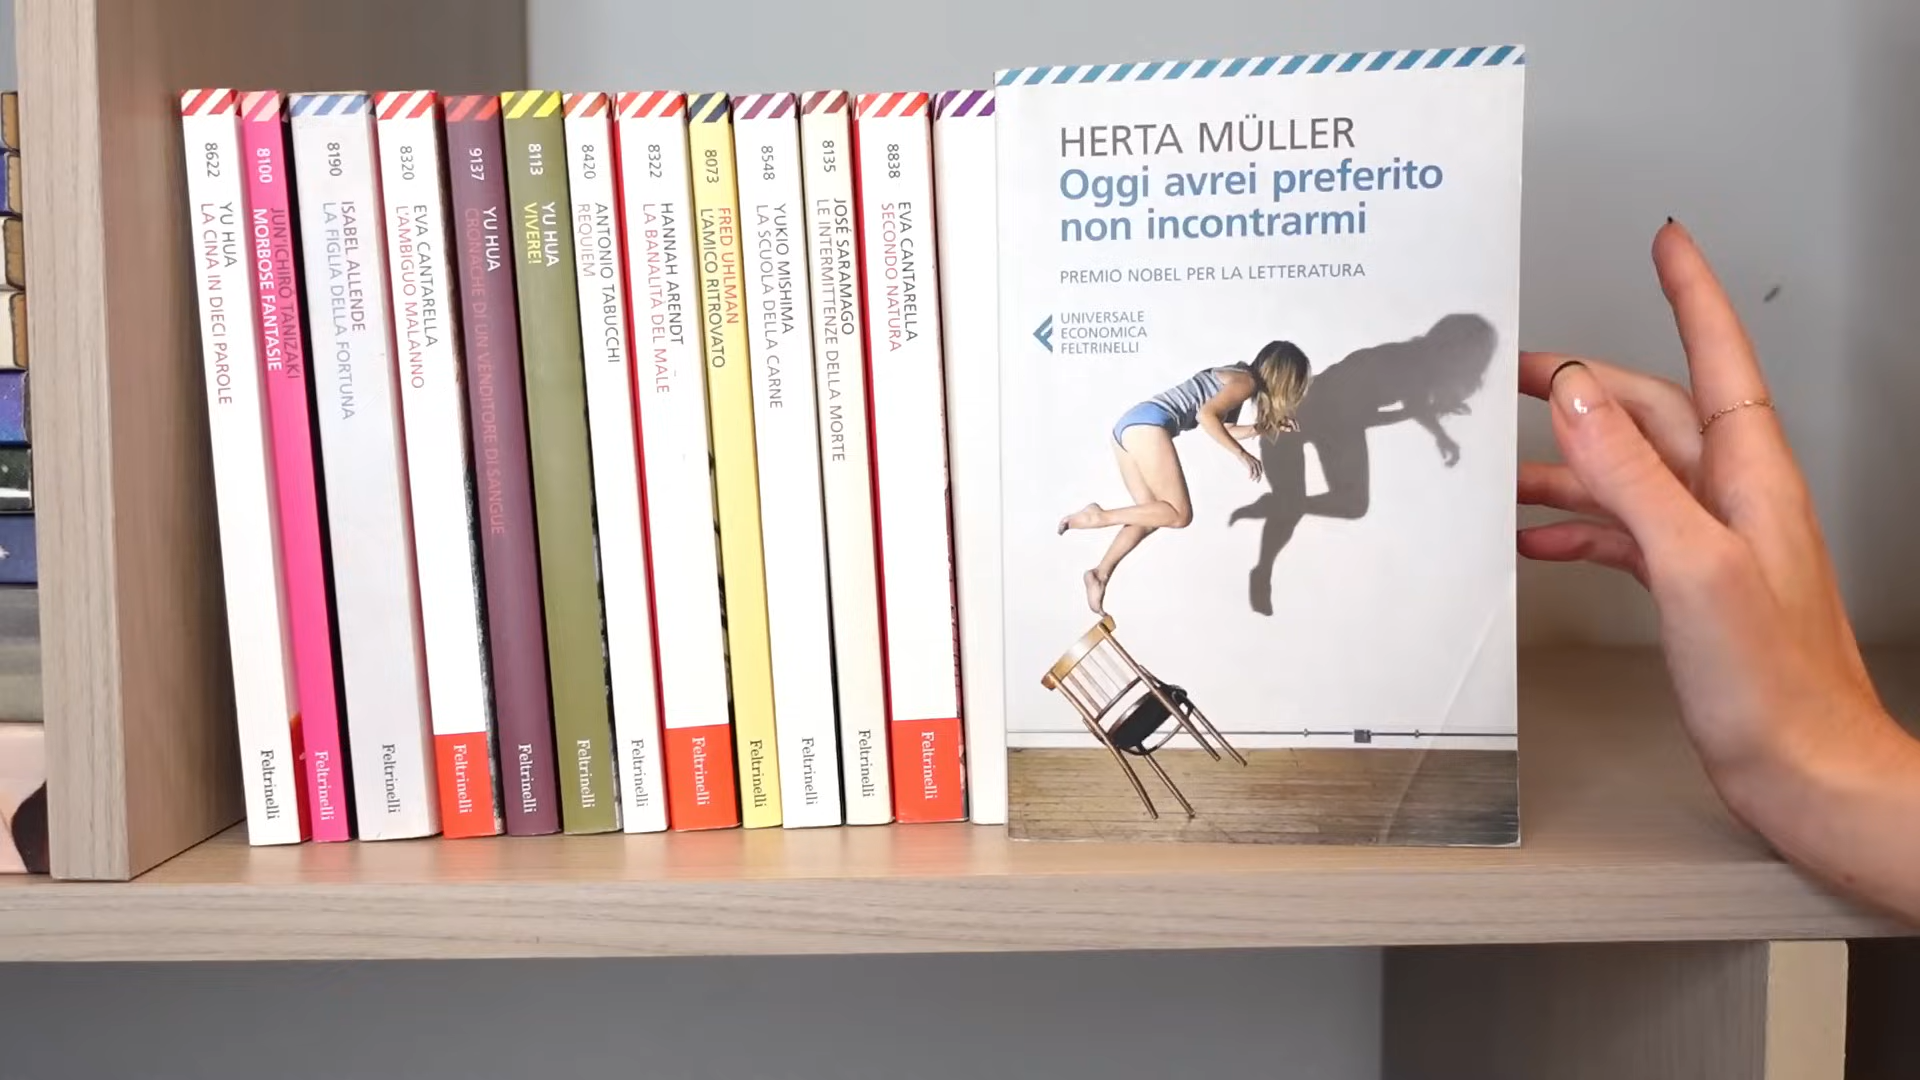 8622
YU HUA
LA CINA IN DIECI PAROLE
Feltrinelli
8100
JUN'ICHIRŌ TANIZAKI
MORBOSE FANTASIE
Feltrinelli
8190
ISABEL ALLENDE
LA FIGLIA DELLA FORTUNA
Feltrinelli
8320
EVA CANTARELLA
L'AMBIGUO MALANNO
Feltrinelli
9137
YU HUA
CRONACHE DI UN VENDITORE DI SANGUE
Feltrinelli
8113
YU HUA
VIVERE!
Feltrinelli
8420
ANTONIO TABUCCHI
REQUIEM
Feltrinelli
8322
HANNAH ARENDT
LA BANALITÀ DEL MALE
Feltrinelli
8073
FRED UHLMAN
L'AMICO RITROVATO
Feltrinelli
8548
YUKIO MISHIMA
LA SCUOLA DELLA CARNE
Feltrinelli
8135
JOSÉ SARAMAGO
LE INTERMITTENZE DELLA MORTE
Feltrinelli
8838
EVA CANTARELLA
SECONDO NATURA
Feltrinelli
HERTA MÜLLER
Oggi avrei preferito
non incontrarmi
PREMIO NOBEL PER LA LETTERATURA
UNIVERSALE
ECONOMICA
FELTRINELLI